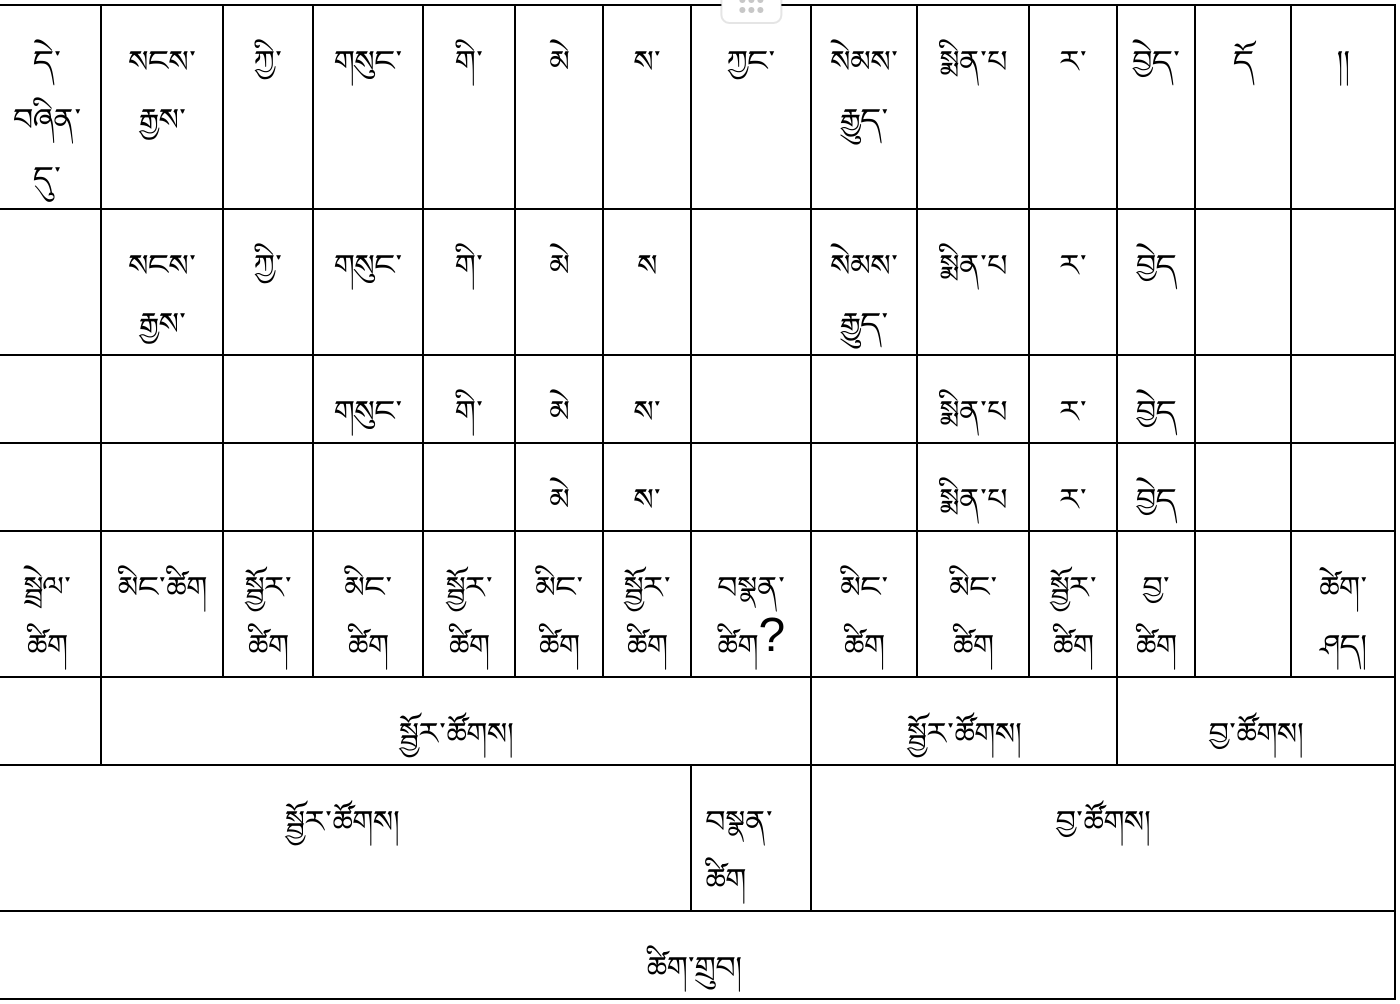 དེ་ སངས་ ཀྱི་ གསུང་ གི་ མེ ས་ ཀྱང་ སེམས་ སྨིན་པ ར་ བྱེད་ དོ ༎
བཞིན་ རྒྱས་ རྒྱུད་
དུ་
སངས་ ཀྱི་ གསུང་ གི་ མེ ས སེམས་ སྨིན་པ ར་ བྱེད
རྒྱས་ རྒྱུད་
གསུང་ གི་ མེ ས་ སྨིན་པ ར་ བྱེད
མེ ས་ སྨིན་པ ར་ བྱེད
སྦྲེལ་ མིང་ཚིག སྦྱོར་ མིང་ སྦྱོར་ མིང་ སྦྱོར་ བསྣན་ མིང་ མིང་ སྦྱོར་ བྱ་ ཚེག་
ཚིག ཚིག ཚིག ཚིག ཚིག ཚིག ཚིག? ཚིག ཚིག ཚིག ཚིག ཤད།
སྦྱོར་ཚོགས། སྦྱོར་ཚོགས། བྱ་ཚོགས།
སྦྱོར་ཚོགས། བསྣན་ བྱ་ཚོགས།
ཚིག
ཚིག་གྲུབ།